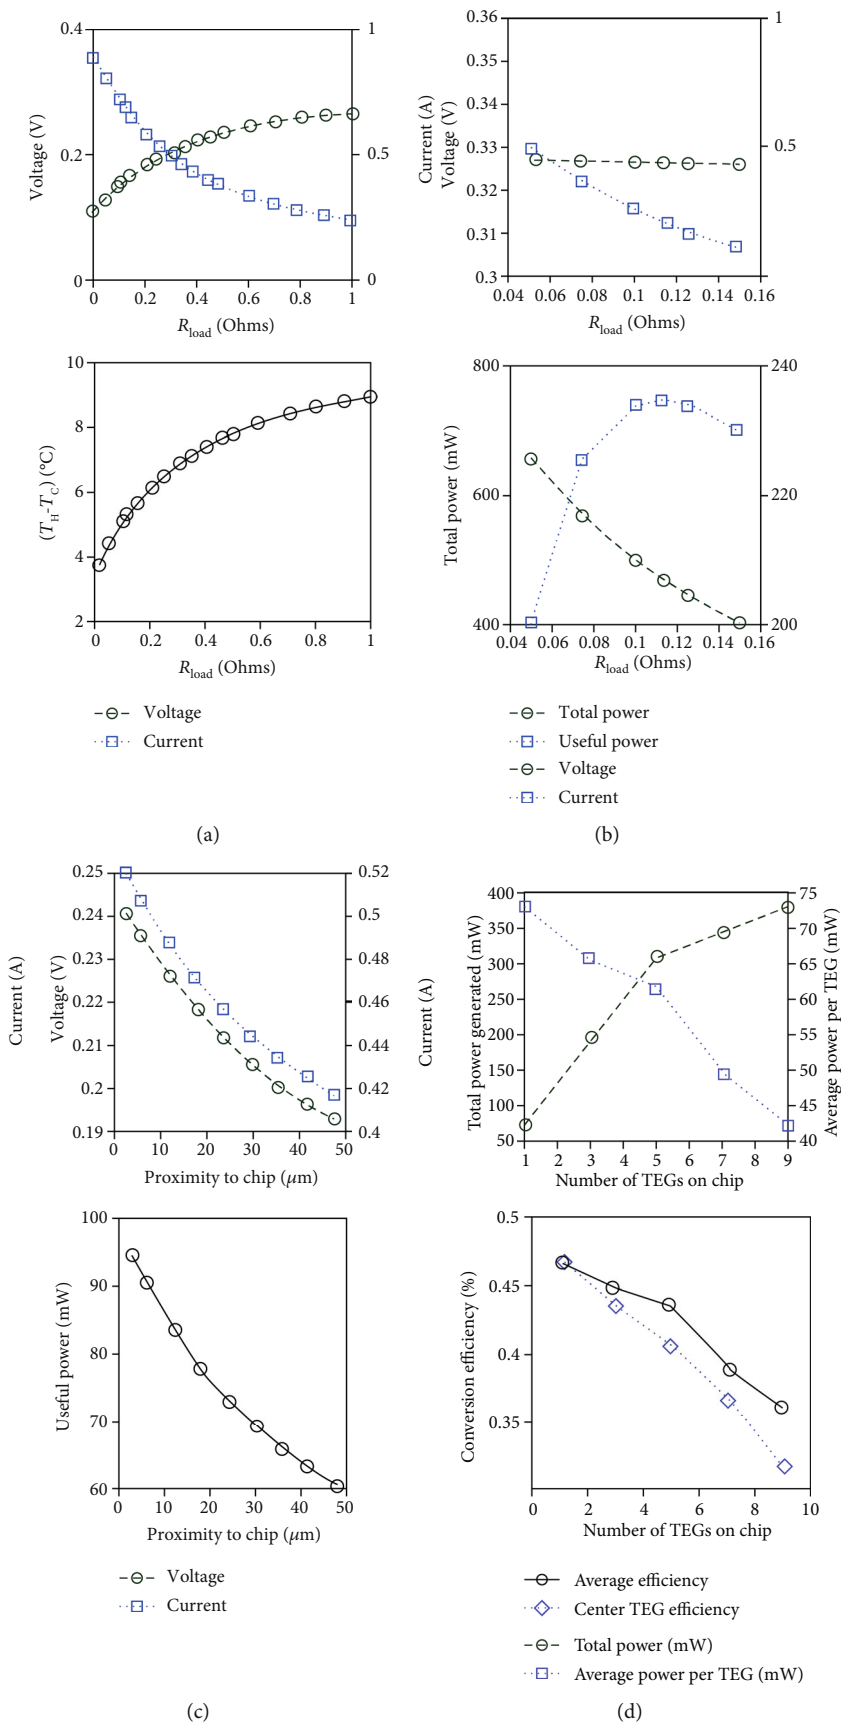 0.4
0.2
0
Voltage (V)
1
0.5
0
Current (A)
0 0.2 0.4 0.6 0.8 1
R_load (Ohms)
0.36
0.35
0.34
0.33
0.32
0.31
0.3
Voltage (V)
1
0.5
0
Current (A)
0.04 0.06 0.08 0.1 0.12 0.14 0.16
R_load (Ohms)
10
8
6
4
2
(T_H-T_C) (°C)
0 0.2 0.4 0.6 0.8 1
R_load (Ohms)
800
600
400
Total power (mW)
240
220
200
0.04 0.06 0.08 0.1 0.12 0.14 0.16
R_load (Ohms)
Voltage
Current
Total power
Useful power
Voltage
Current
(a)
(b)
0.25
0.24
0.23
0.22
0.21
0.2
0.19
Voltage (V)
0.52
0.5
0.48
0.46
0.44
0.42
0.4
Current (A)
0 10 20 30 40 50
Proximity to chip (μm)
400
350
300
250
200
150
100
50
Total power generated (mW)
75
70
65
60
55
50
45
40
Average power per TEG (mW)
1 2 3 4 5 6 7 8 9
Number of TEGs on chip
100
90
80
70
60
Useful power (mW)
0 10 20 30 40 50
Proximity to chip (μm)
0.5
0.45
0.4
0.35
Conversion efficiency (%)
0 2 4 6 8 10
Number of TEGs on chip
Voltage
Current
Average efficiency
Center TEG efficiency
Total power (mW)
Average power per TEG (mW)
(c)
(d)